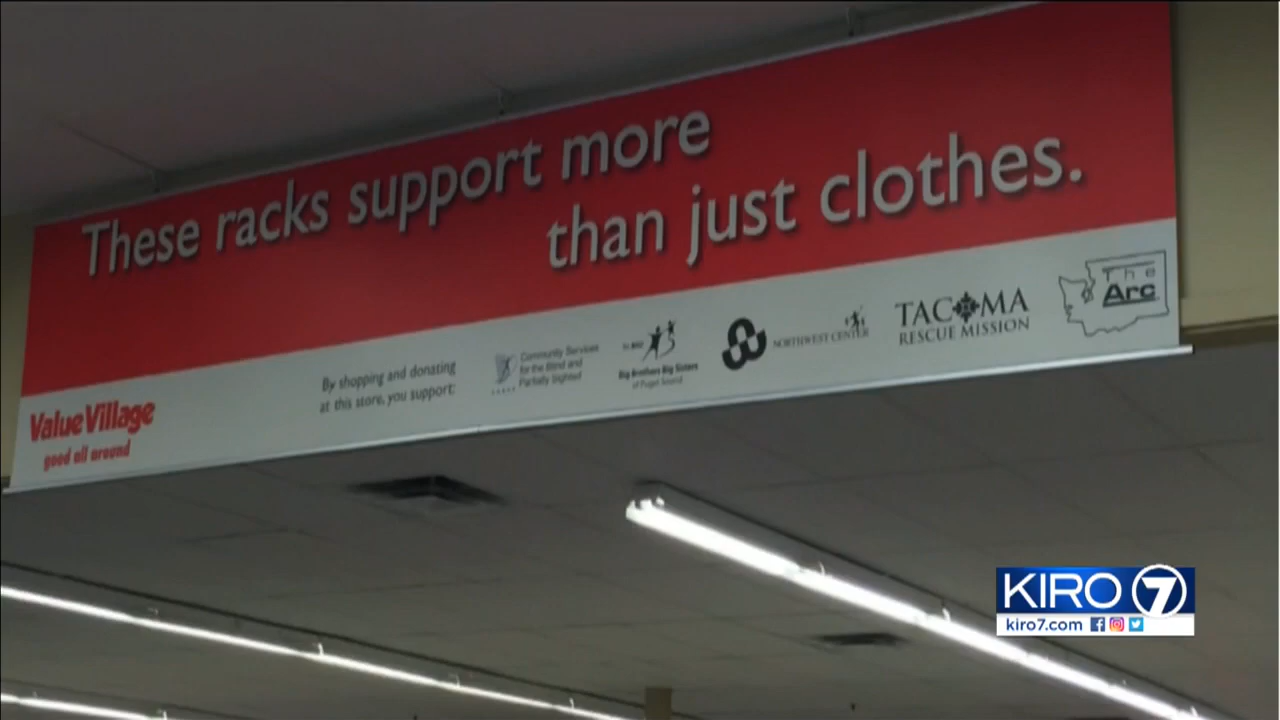 These racks support more
than just clothes.
ValueVillage
good all around
By shopping and donating
at this store, you support:
Community Services
for the Blind and
Partially Sighted
Big Brothers Big Sisters
of Puget Sound
NORTHWEST CENTER
TACOMA
RESCUE MISSION
The
Arc
KIRO 7
kiro7.com